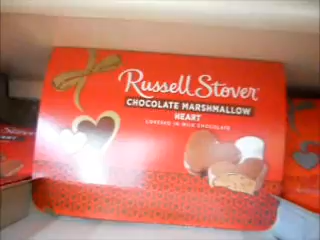 Russell Stover
CHOCOLATE MARSHMALLOW
HEART
COVERED IN MILK CHOCOLATE